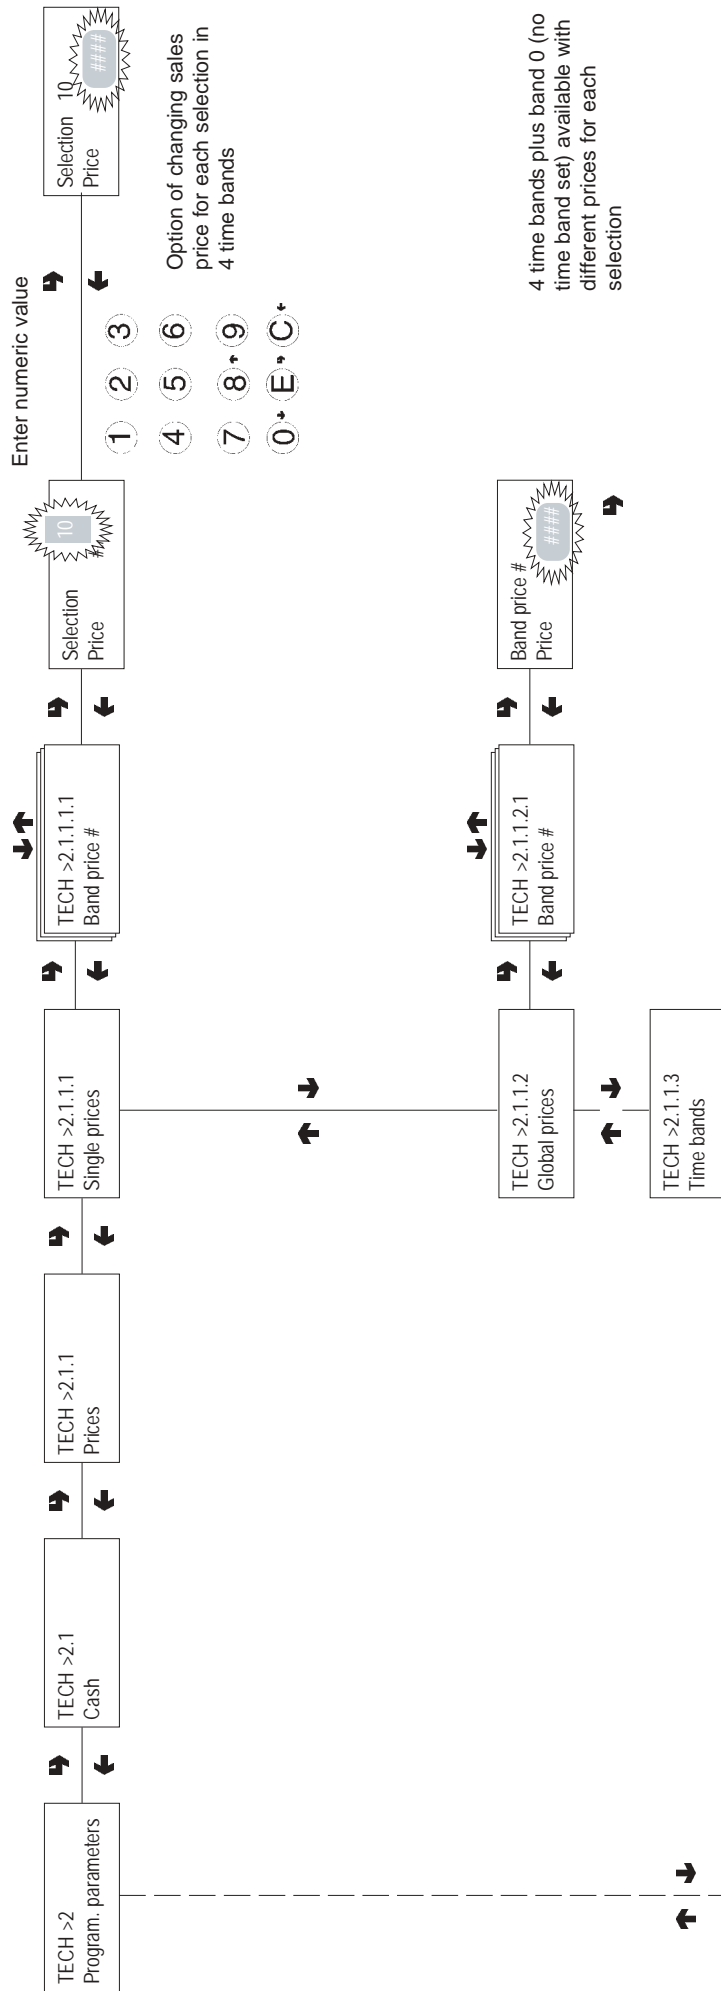 TECH >2
Program. parameters
TECH >2.1
Cash
TECH >2.1.1
Prices
TECH >2.1.1.1
Single prices
TECH >2.1.1.1.1
Band price #
Selection 10
Price ##
Enter numeric value
1 2 3
4 5 6
7 8 9
0 E C
Selection 10
Price ####
Option of changing sales
price for each selection in
4 time bands
TECH >2.1.1.2
Global prices
TECH >2.1.1.2.1
Band price #
Band price #
Price ####
4 time bands plus band 0 (no
time band set) available with
different prices for each
selection
TECH >2.1.1.3
Time bands